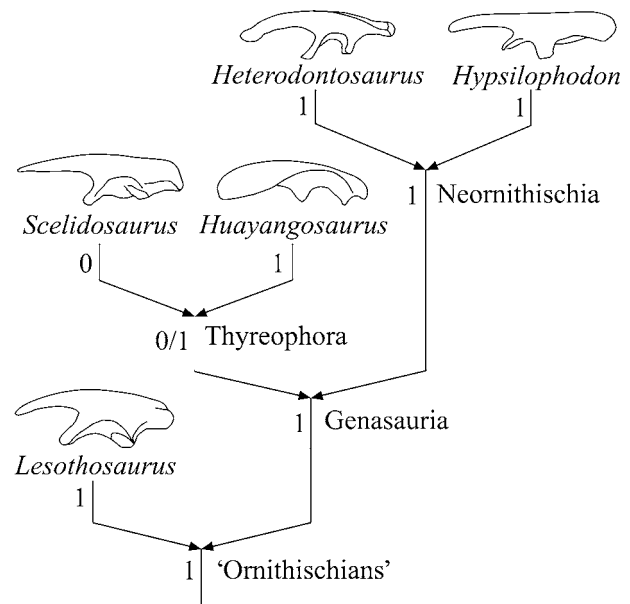 Heterodontosaurus Hypsilophodon
1 1
1 Neornithischia
Scelidosaurus Huayangosaurus
0 1
0/1 Thyreophora
1 Genasauria
Lesothosaurus
1
1 ‘Ornithischians’